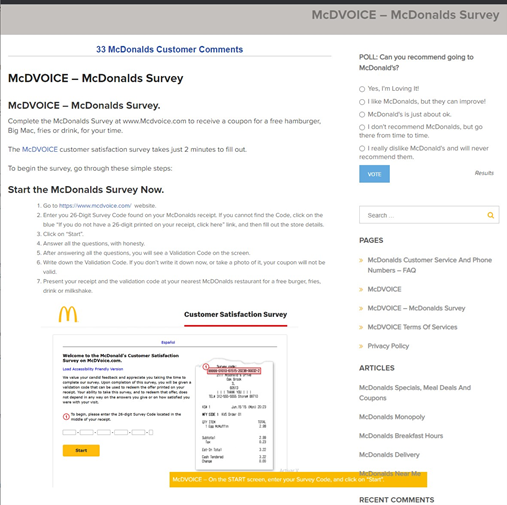 McDVOICE – McDonalds Survey
33 McDonalds Customer Comments
McDVOICE – McDonalds Survey
McDVOICE – McDonalds Survey.
Complete the McDonalds Survey at www.Mcdvoice.com to receive a coupon for a free hamburger,
Big Mac, fries or drink, for your time.
The McDVOICE customer satisfaction survey takes just 2 minutes to fill out.
To begin the survey, go through these simple steps:
Start the McDonalds Survey Now.
1. Go to https://www.mcdvoice.com/ website.
2. Enter you 26-Digit Survey Code found on your McDonalds receipt. If you cannot find the Code, click on the
blue "If you do not have a 26-digit printed on your receipt, click here" link, and then fill out the store details.
3. Click on "Start".
4. Answer all the questions, with honesty.
5. After answering all the questions, you will see a Validation Code on the screen.
6. Write down the Validation Code. If you don't write it down now, or take a photo of it, your coupon will not be
valid.
7. Present your receipt and the validation code at your nearest McDONalds restaurant for a free burger, fries,
drink or milkshake.
Customer Satisfaction Survey
Español
Welcome to the McDonald's Customer Satisfaction
Survey on McDVoice.com.
Load Accessibility Friendly Version
We value your candid feedback and appreciate you taking the time to
complete our survey. Upon completion of this survey, you will be given a
validation code that can be used to redeem the offer printed on your
receipt. Your ability to take this survey, and to redeem that offer, does
not depend in any way on the answers you give or on how satisfied you
were with your visit.
To begin, please enter the 26-digit Survey Code located in the
middle of your receipt.
Start
Survey Code:
McDonald's
Oak Brook
IL
THANK YOU
QTY ITEM TOTAL
1 Egg McMuffin
Subtotal
Tax
Cash Tendered
Change
McDVOICE – On the START screen, enter your Survey Code, and click on "Start".
POLL: Can you recommend going to
McDonald's?
Yes, I'm Loving It!
I like McDonalds, but they can improve!
McDonald's is just about ok.
I don't recommend McDonalds, but go
there from time to time.
I really dislike McDonald's and will never
recommend them.
VOTE
Results
Search ...
PAGES
McDonalds Customer Service And Phone
Numbers – FAQ
McDVOICE
McDVOICE – McDonalds Survey
McDVOICE Terms Of Services
Privacy Policy
ARTICLES
McDonalds Specials, Meal Deals And
Coupons
McDonalds Monopoly
McDonalds Breakfast Hours
McDonalds Delivery
McDonalds Near Me
RECENT COMMENTS